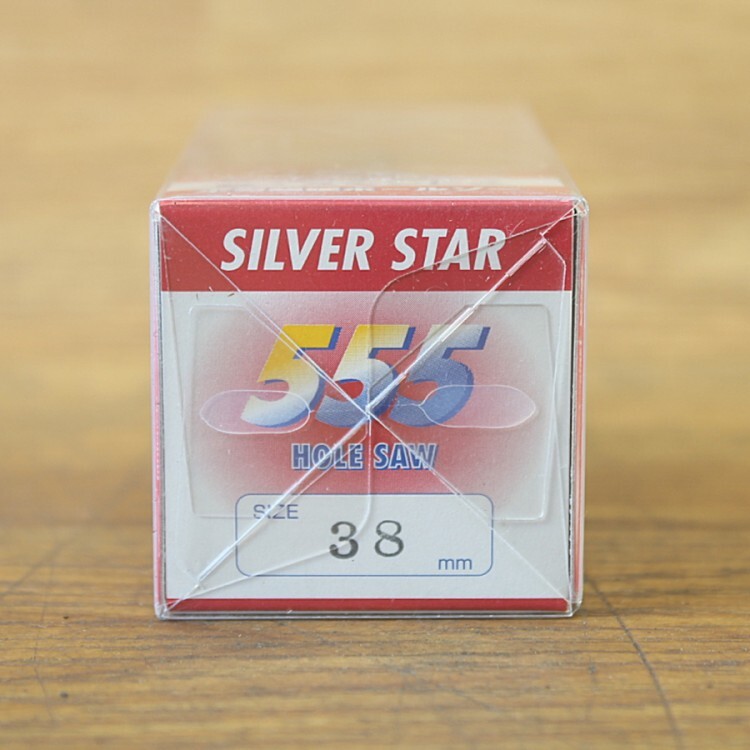 SILVER STAR
555
HOLE SAW
SIZE
38
mm